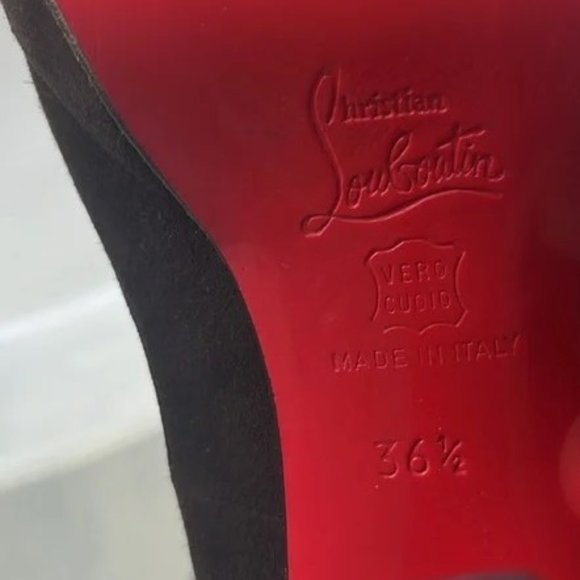 Christian
Louboutin
VERO
CUOIO
MADE IN ITALY
36½